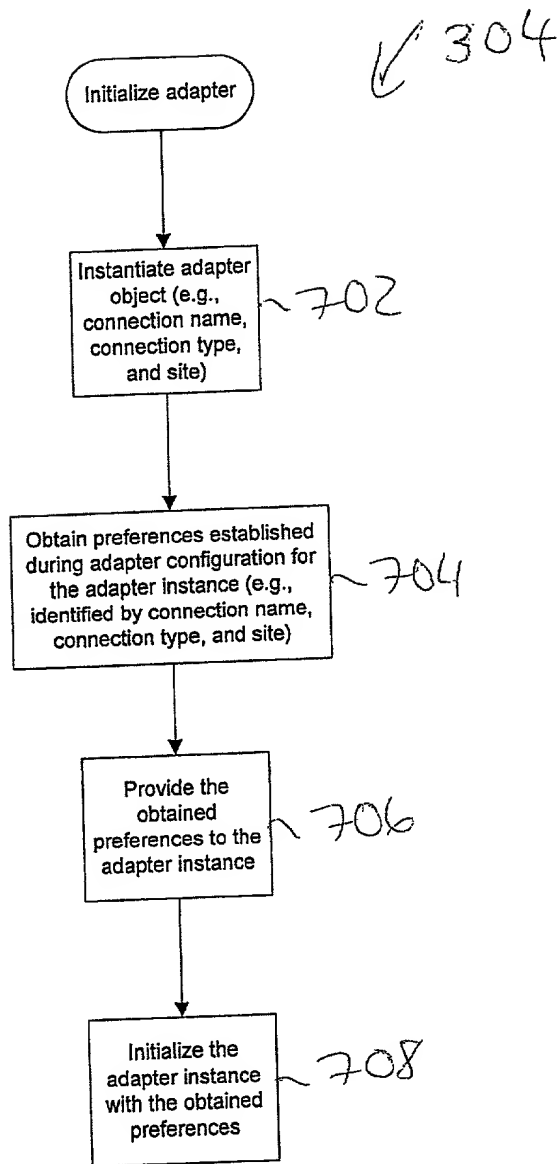 304
Initialize adapter
Instantiate adapter
object (e.g.,
connection name,
connection type,
and site)
702
Obtain preferences established
during adapter configuration for
the adapter instance (e.g.,
identified by connection name,
connection type, and site)
704
Provide the
obtained
preferences to the
adapter instance
706
Initialize the
adapter instance
with the obtained
preferences
708